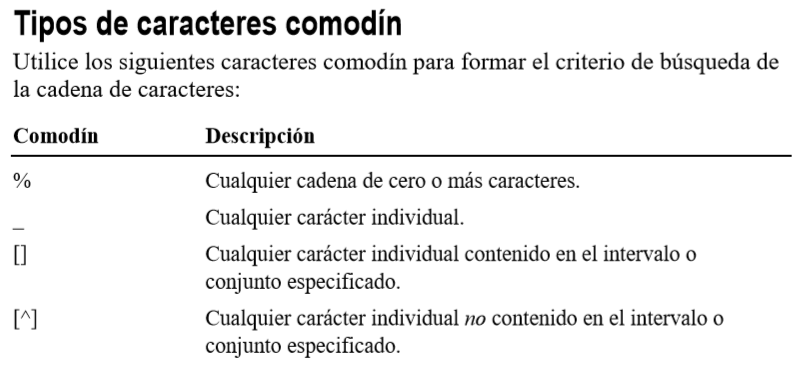 Tipos de caracteres comodín
Utilice los siguientes caracteres comodín para formar el criterio de búsqueda de
la cadena de caracteres:
Comodín Descripción
% Cualquier cadena de cero o más caracteres.
_ Cualquier carácter individual.
[] Cualquier carácter individual contenido en el intervalo o
conjunto especificado.
[^] Cualquier carácter individual no contenido en el intervalo o
conjunto especificado.